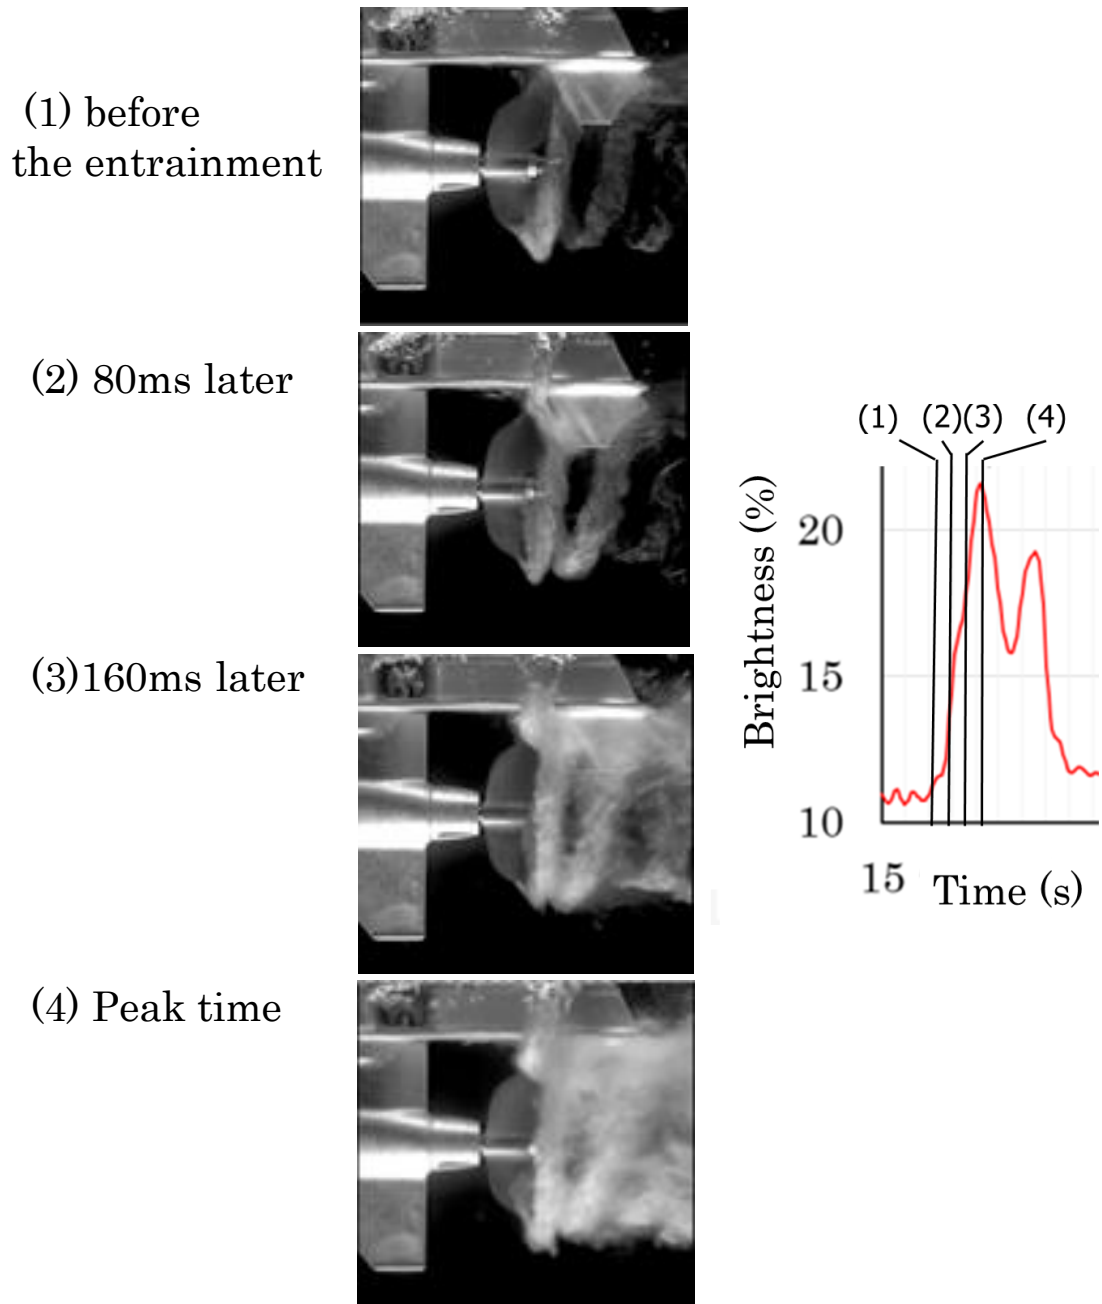 (1) before
the entrainment
(2) 80ms later
(3)160ms later
(4) Peak time
(1) (2)(3) (4)
Brightness (%)
20
15
10
15 Time (s)